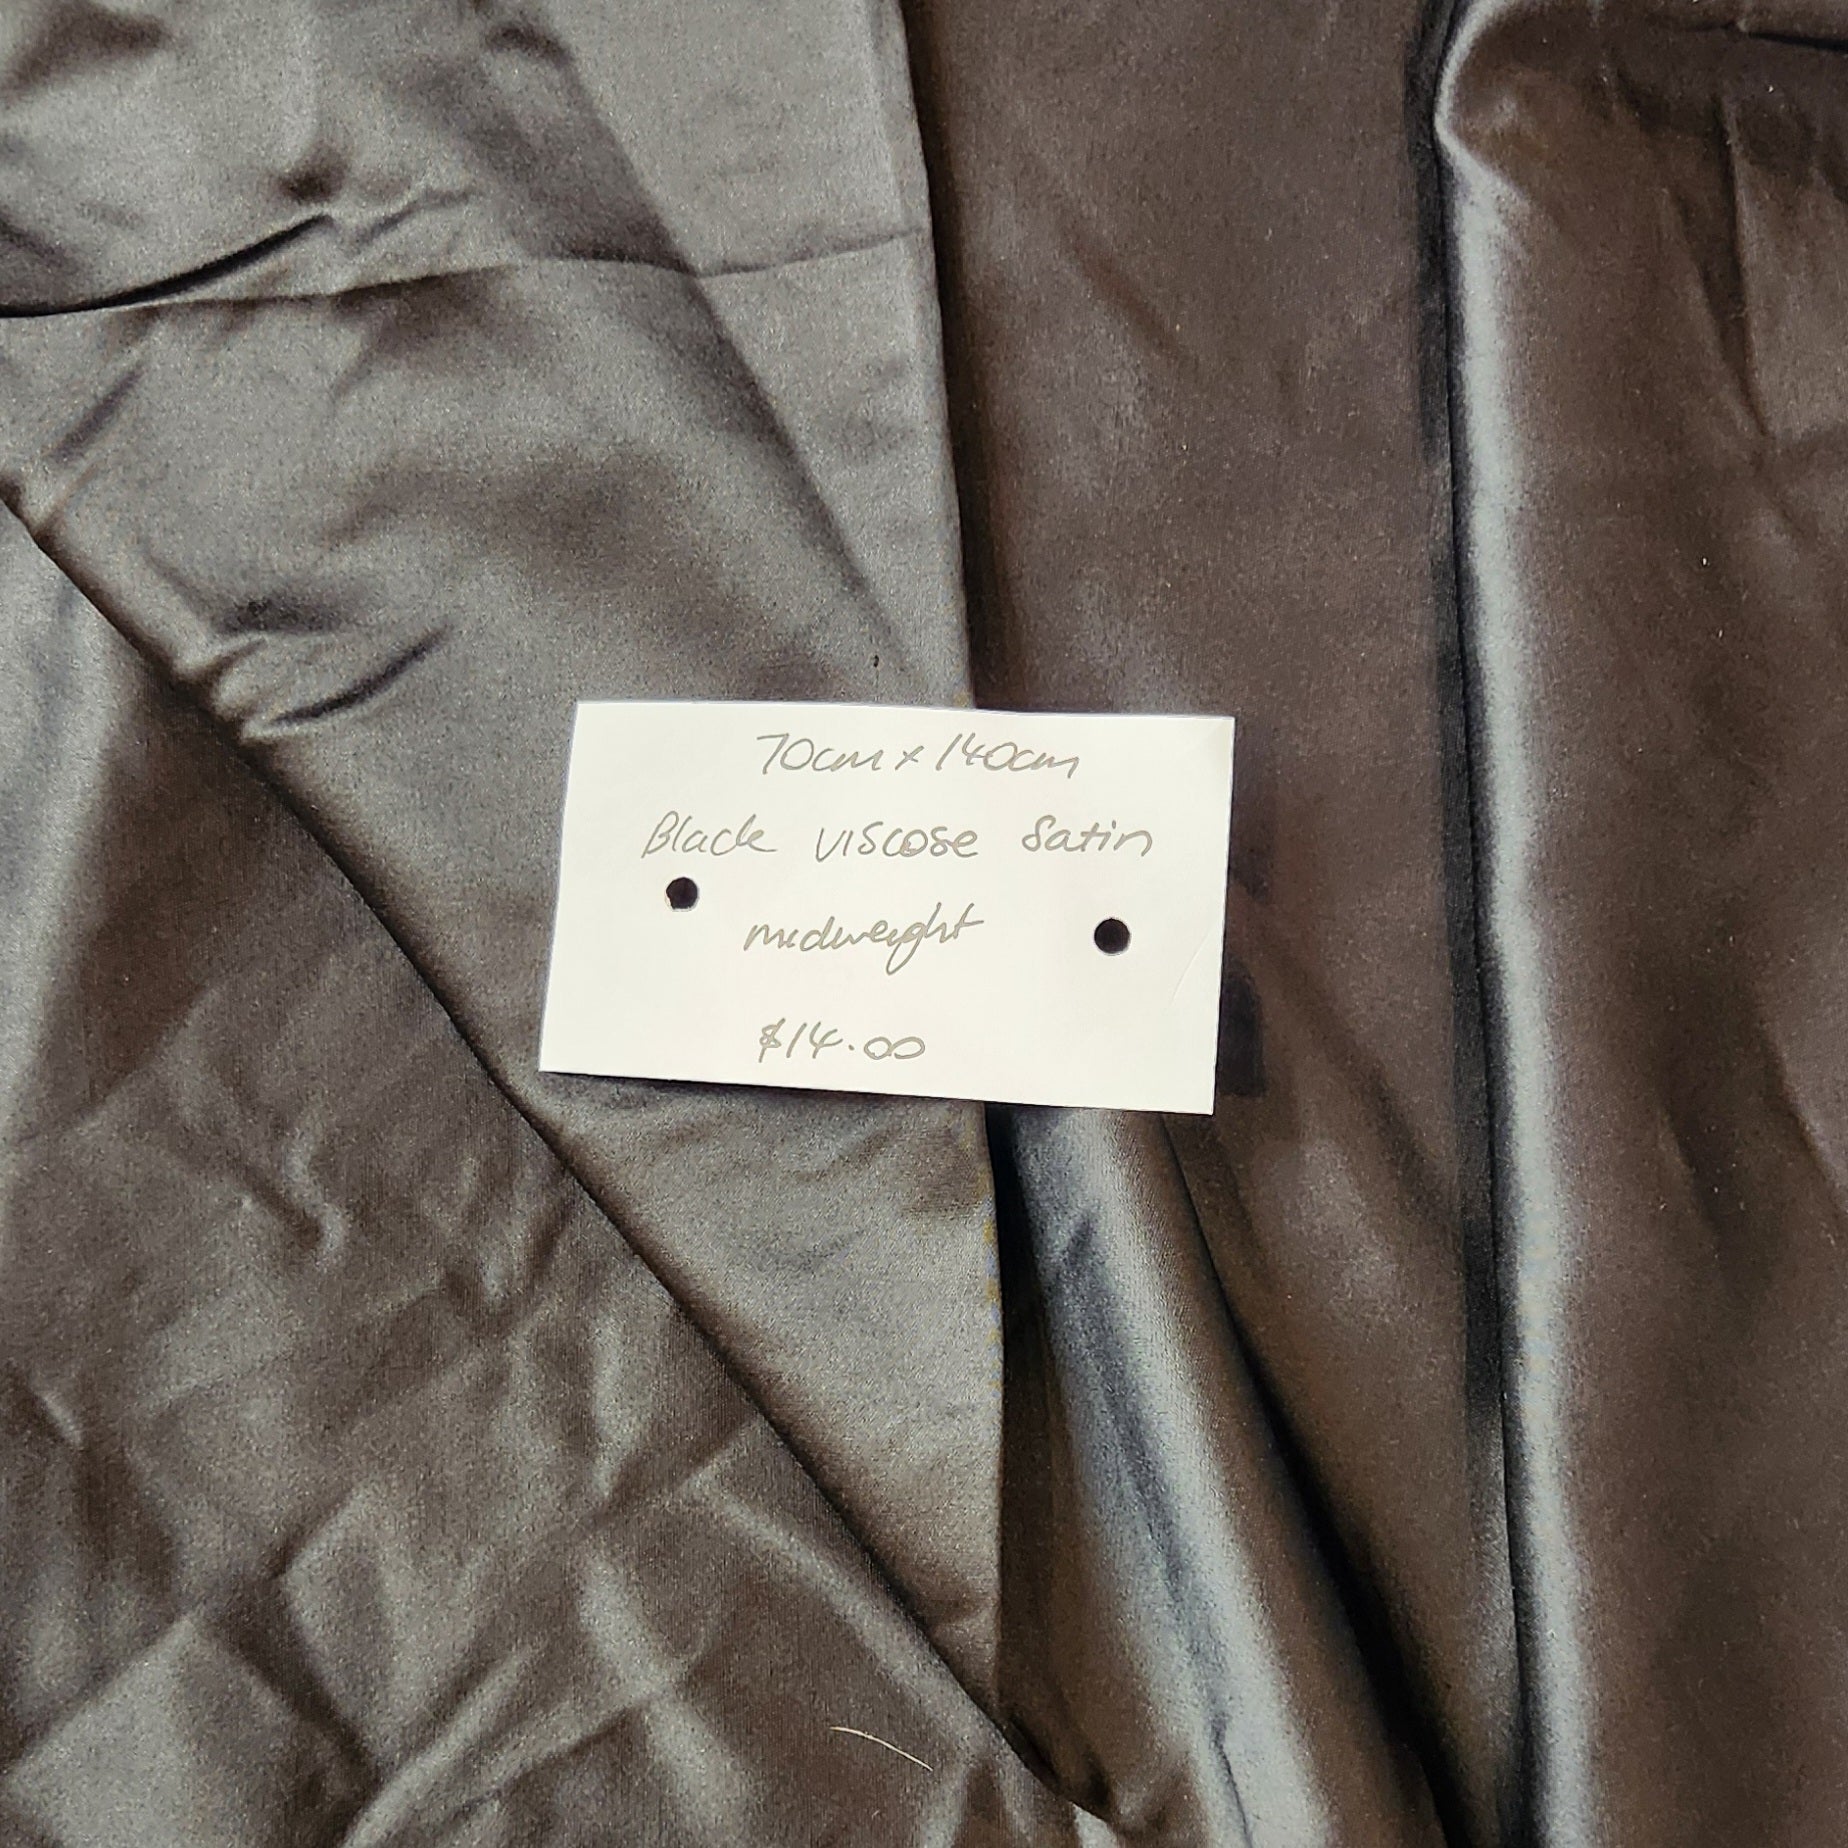 70cm x 140cm
Black viscose satin
midweight
$14.00